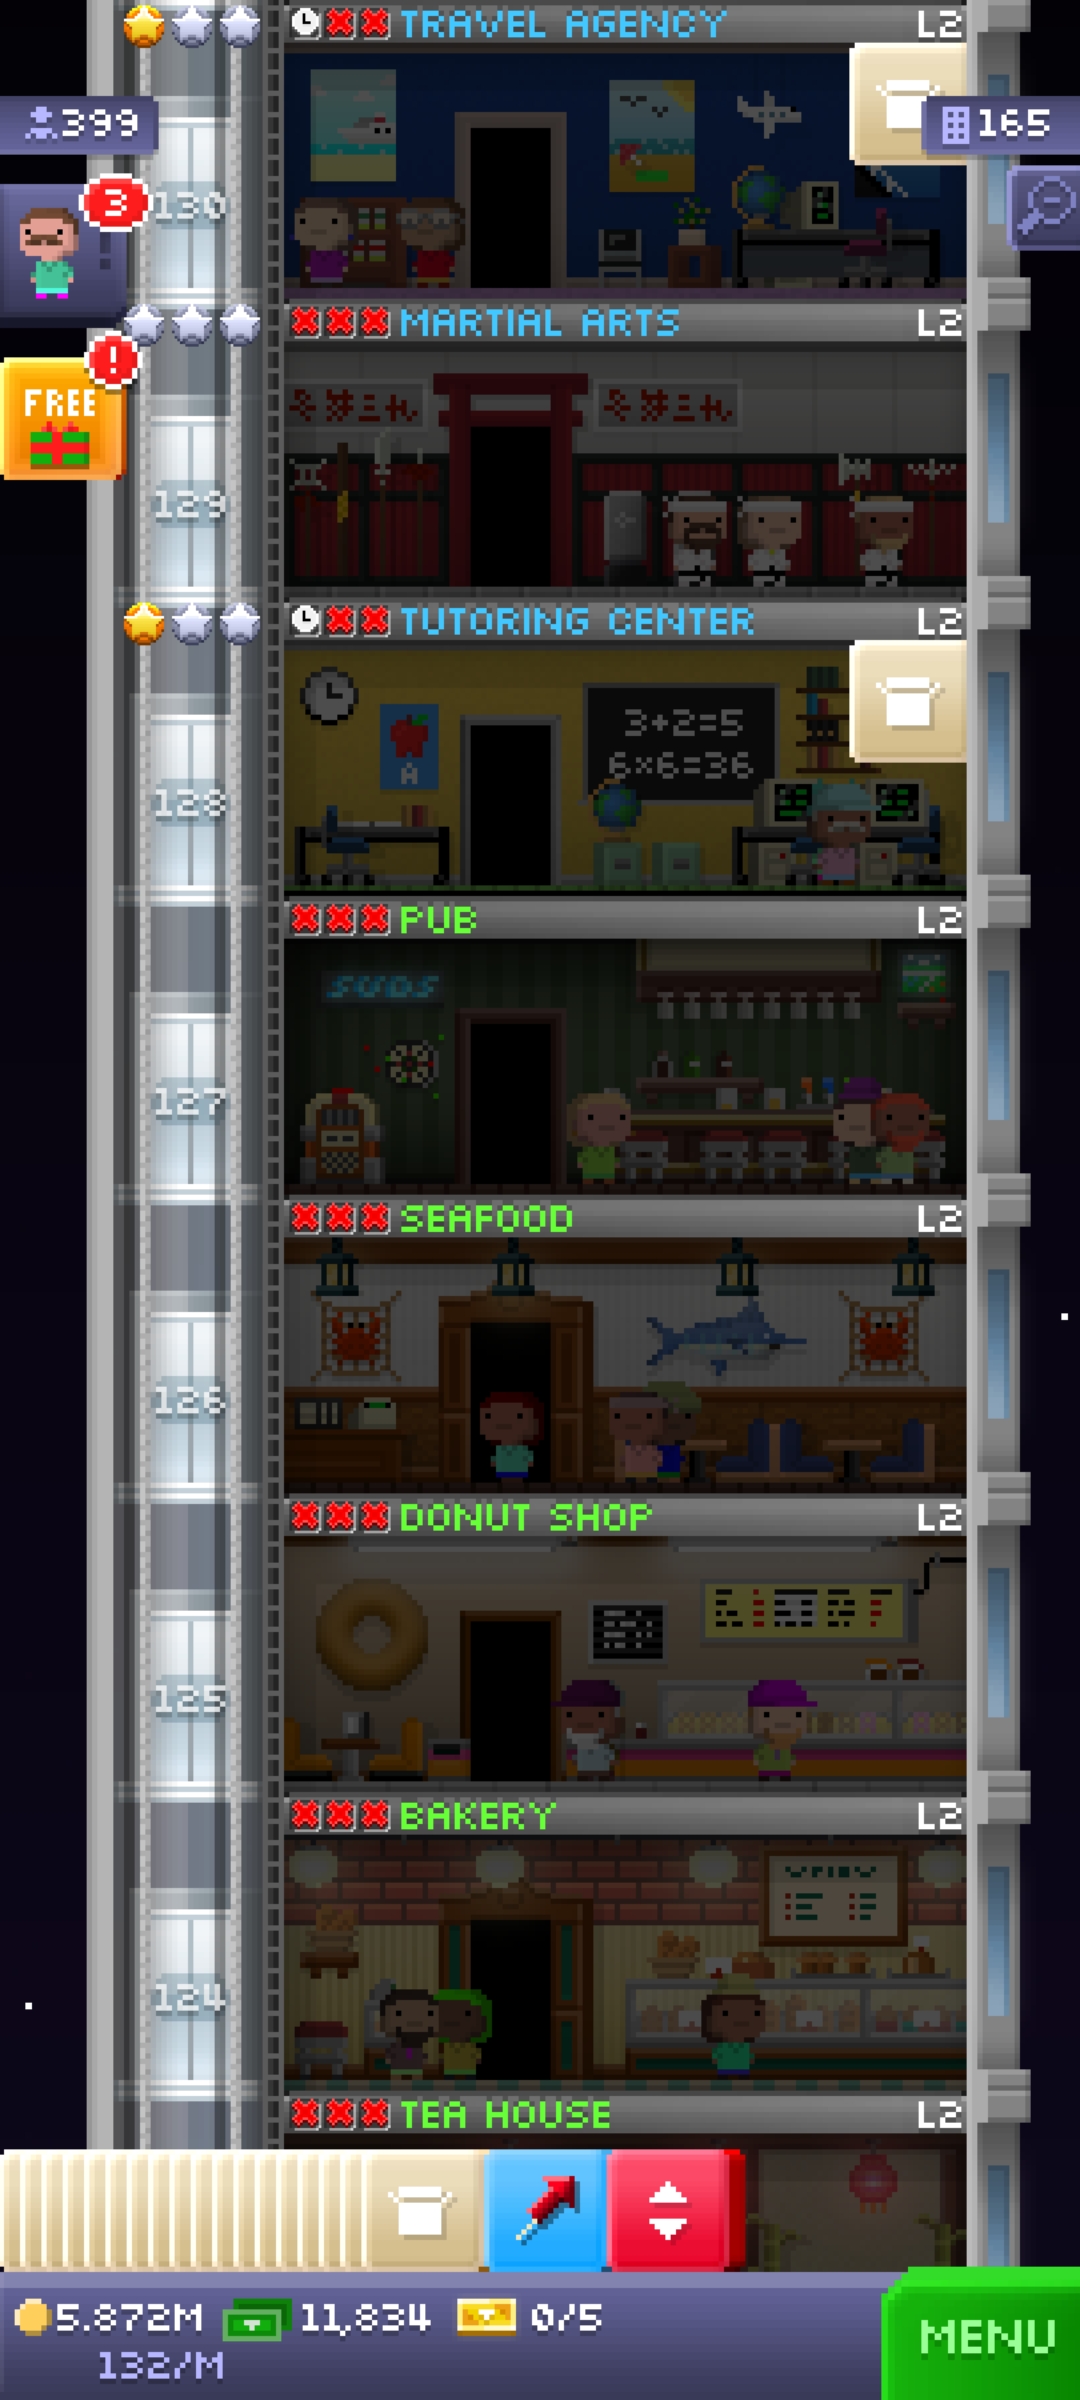 TRAVEL AGENCY L2
399
165
3
130
MARTIAL ARTS L2
!
FREE
129
TUTORING CENTER L2
3+2=5
6×6=36
A
128
PUB L2
SUDS
127
SEAFOOD L2
126
DONUT SHOP L2
125
BAKERY L2
124
TEA HOUSE L2
5.872M 11,834 0/5
132/M
MENU